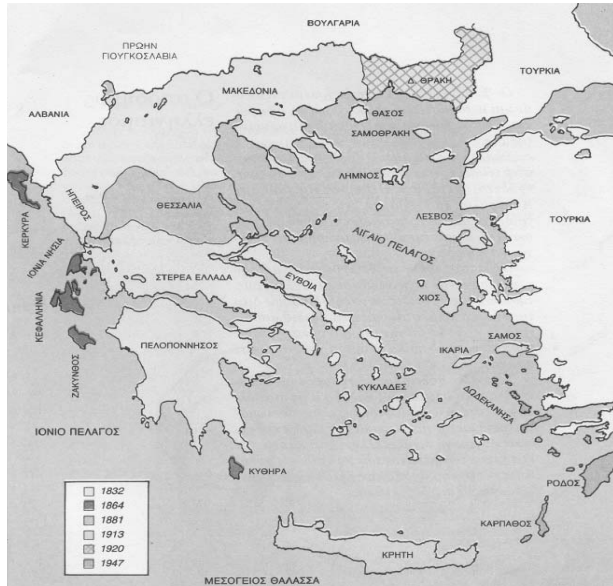 ΒΟΥΛΓΑΡΙΑ
ΠΡΩΗΝ
ΓΙΟΥΓΚΟΣΛΑΒΙΑ
ΤΟΥΡΚΙΑ
Δ. ΘΡΑΚΗ
ΜΑΚΕΔΟΝΙΑ
ΑΛΒΑΝΙΑ
ΘΑΣΟΣ
ΣΑΜΟΘΡΑΚΗ
ΛΗΜΝΟΣ
ΗΠΕΙΡΟΣ
ΘΕΣΣΑΛΙΑ
ΚΕΡΚΥΡΑ
ΛΕΣΒΟΣ
ΤΟΥΡΚΙΑ
ΑΙΓΑΙΟ ΠΕΛΑΓΟΣ
ΙΟΝΙΑ ΝΗΣΙΑ
ΣΤΕΡΕΑ ΕΛΛΑΔΑ
ΕΥΒΟΙΑ
ΧΙΟΣ
ΚΕΦΑΛΛΗΝΙΑ
ΠΕΛΟΠΟΝΝΗΣΟΣ
ΣΑΜΟΣ
ΙΚΑΡΙΑ
ΖΑΚΥΝΘΟΣ
ΚΥΚΛΑΔΕΣ
ΔΩΔΕΚΑΝΗΣΑ
ΙΟΝΙΟ ΠΕΛΑΓΟΣ
ΚΥΘΗΡΑ
ΡΟΔΟΣ
ΚΑΡΠΑΘΟΣ
ΚΡΗΤΗ
ΜΕΣΟΓΕΙΟΣ ΘΑΛΑΣΣΑ
1832
1864
1881
1913
1920
1947